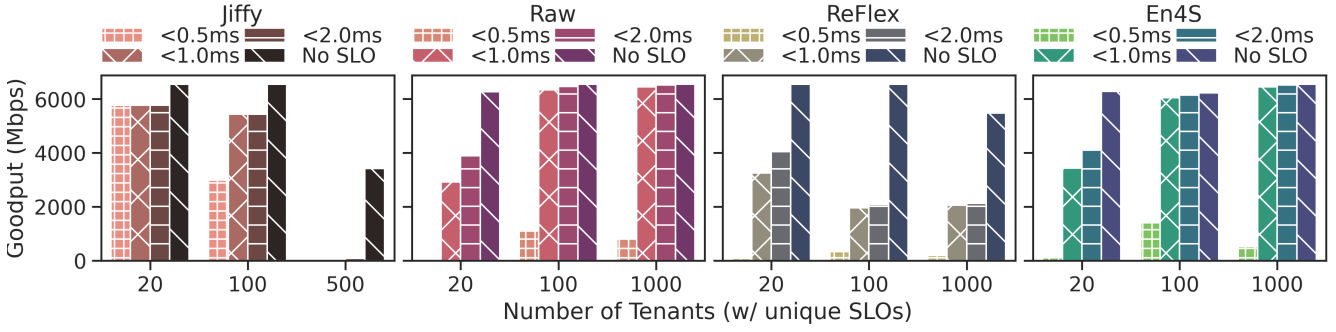 Jiffy
<0.5ms <2.0ms
<1.0ms No SLO
Raw
<0.5ms <2.0ms
<1.0ms No SLO
ReFlex
<0.5ms <2.0ms
<1.0ms No SLO
En4S
<0.5ms <2.0ms
<1.0ms No SLO
Goodput (Mbps)
6000
4000
2000
0
20 100 500
20 100 1000
20 100 1000
20 100 1000
Number of Tenants (w/ unique SLOs)